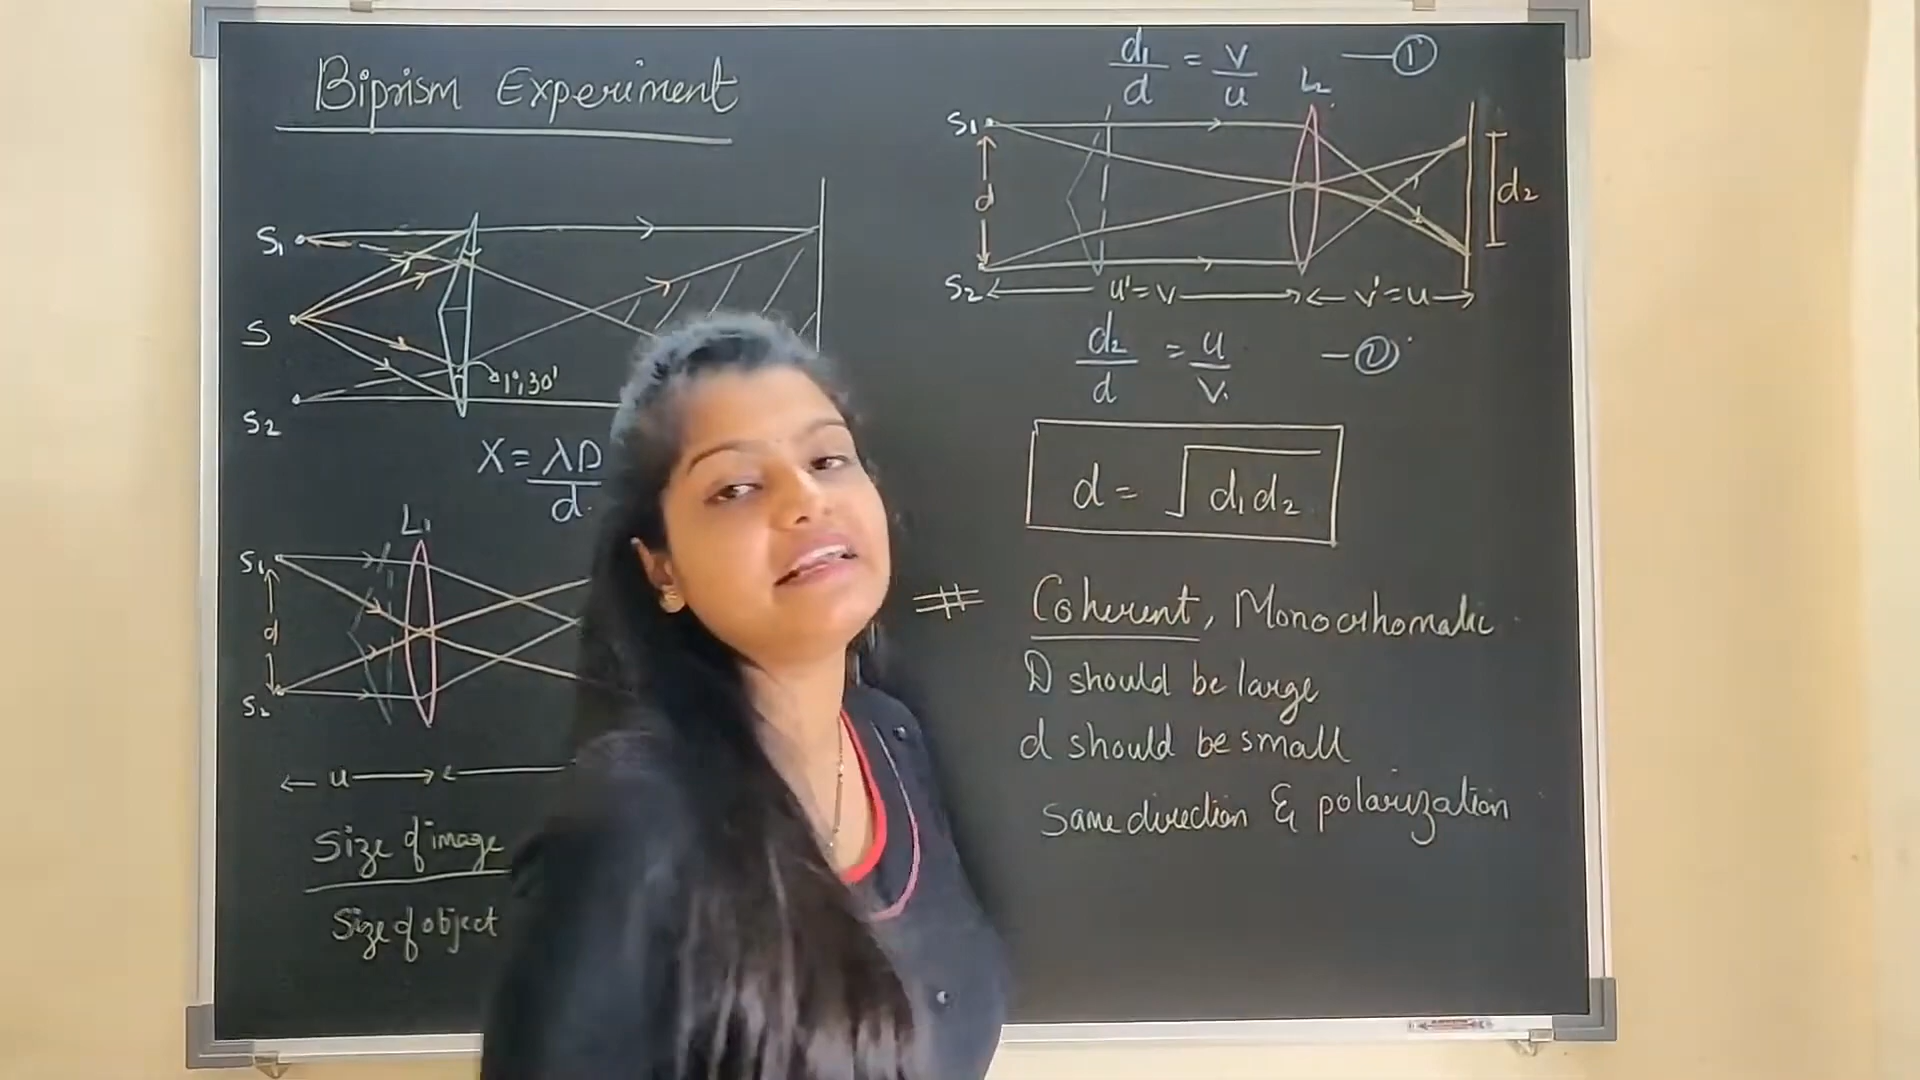 Biprism Experiment
S1
S
S2
1°,30'
X = λD/d
L1
S1
d
S2
u
Size of image
Size of object
d1/d = v/u —①
L2
S1
d
S2
d2
u' = v
v' = u
d2/d = u/v. —②
d = √d1d2
# Coherent, Monocrhomatic
D should be large
d should be small
same direction & polarization